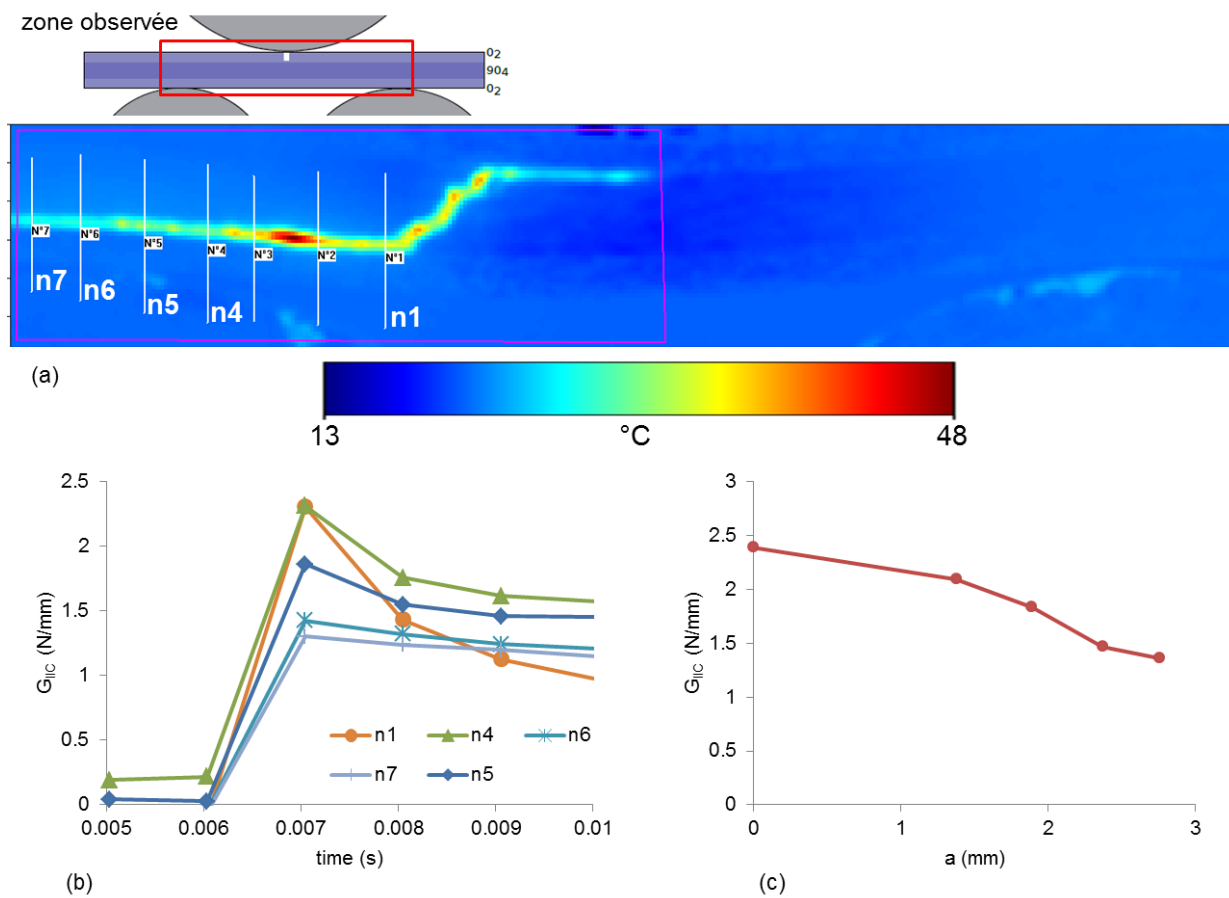 zone observée
0₂
90₄
0₂
N°7
N°6
N°5
N°4
N°3
N°2
N°1
n7
n6
n5
n4
n1
(a)
13
°C
48
2.5
2
1.5
1
0.5
0
G_IIC (N/mm)
n1
n4
n6
n7
n5
0.005
0.006
0.007
0.008
0.009
0.01
time (s)
(b)
3
2.5
2
1.5
1
0.5
0
G_IIC (N/mm)
0
1
2
3
a (mm)
(c)